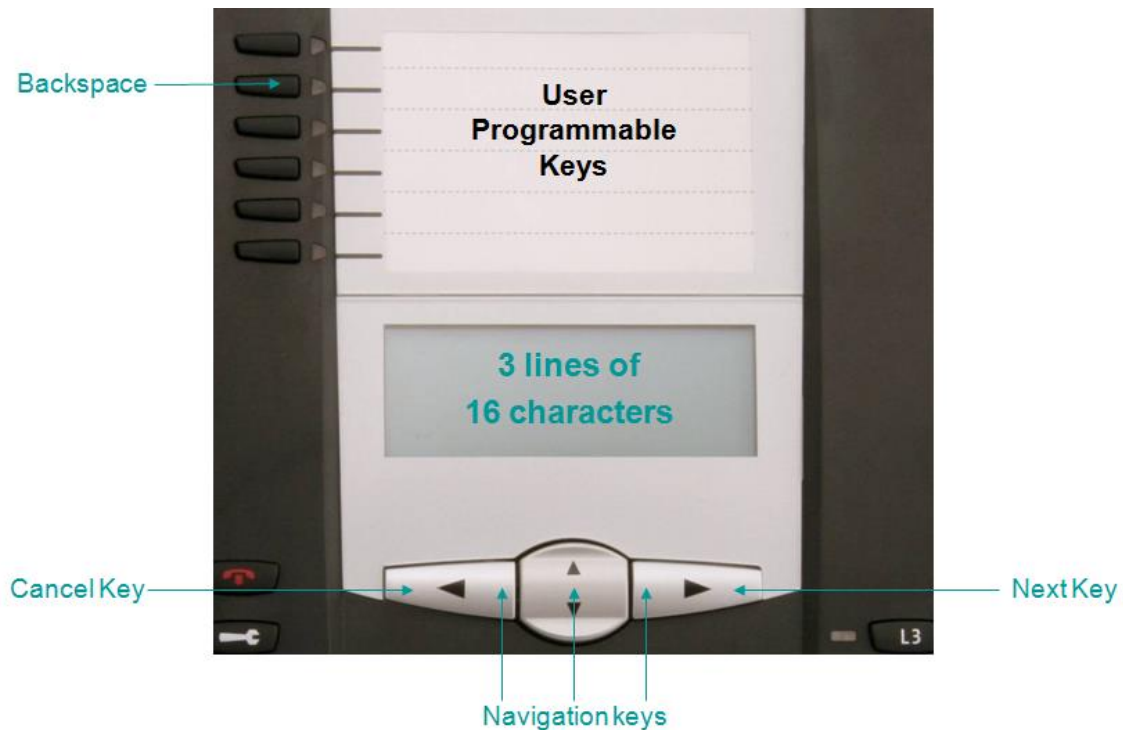 Backspace
User
Programmable
Keys
3 lines of
16 characters
Cancel Key
Next Key
L3
Navigation keys